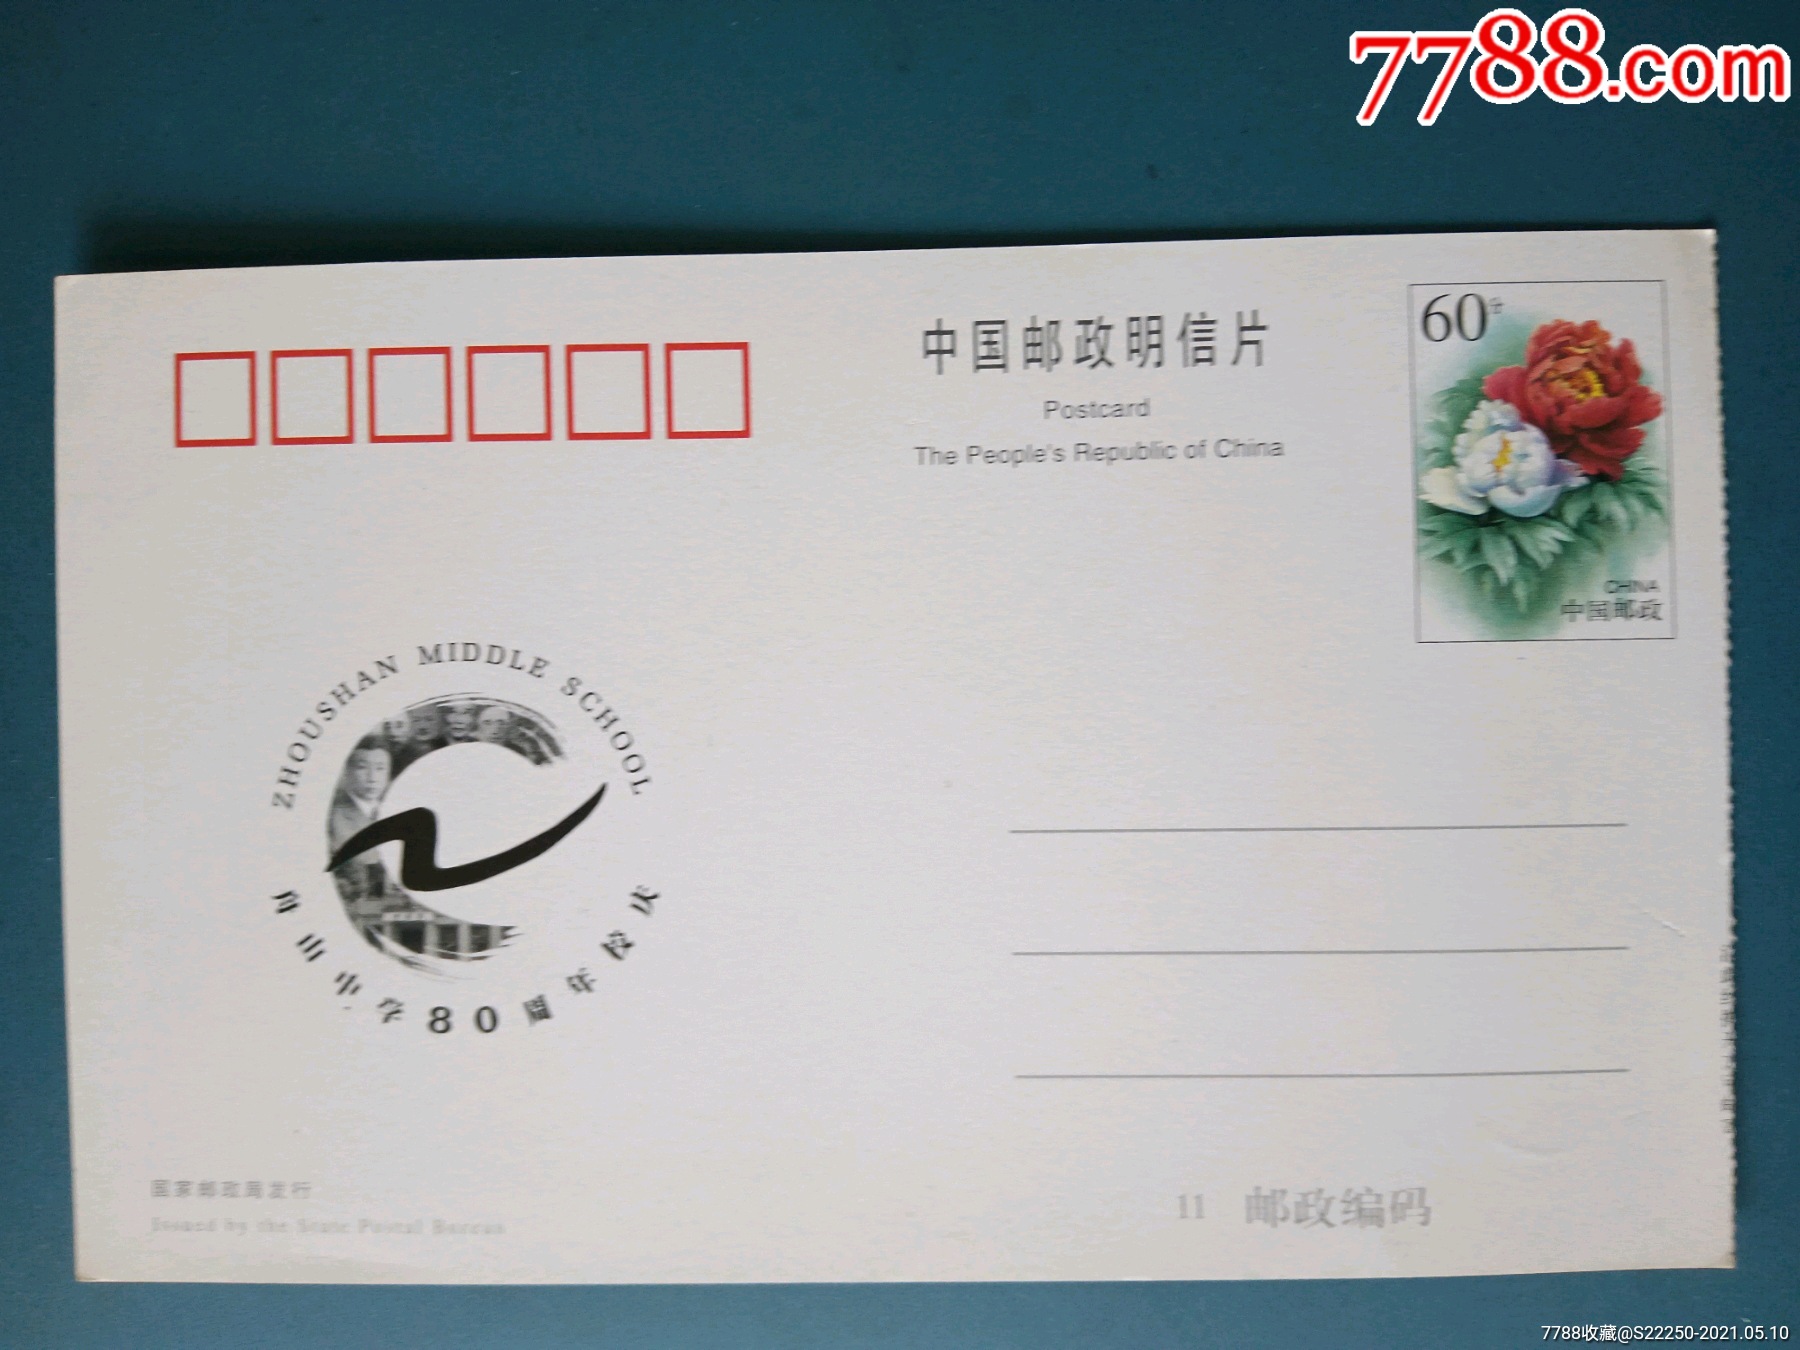 7788.com
中国邮政明信片
Postcard
The People's Republic of China
60分
CHINA
中国邮政
ZHOUSHAN MIDDLE SCHOOL
舟山中学80周年校庆
国家邮政局发行
Issued by the State Postal Bureau
11 邮政编码
7788收藏@S22250-2021.05.10